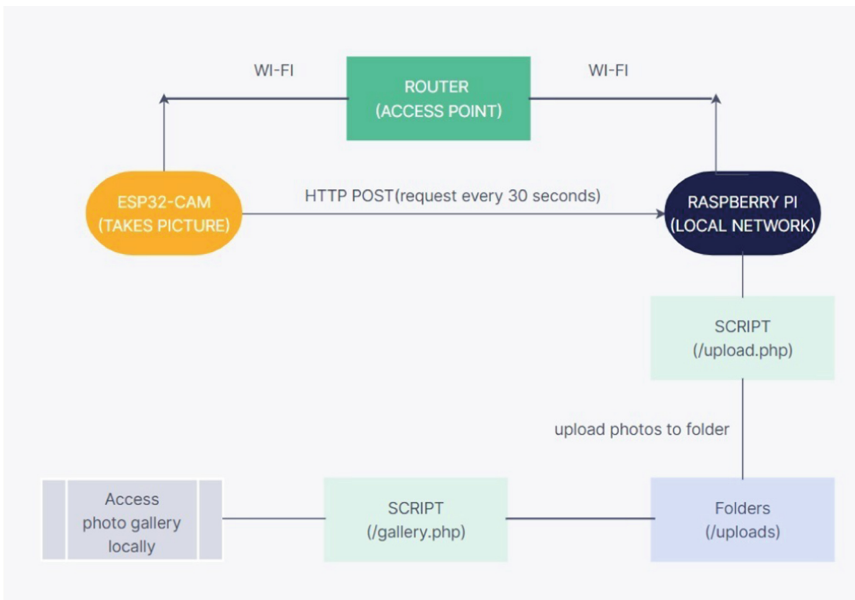 WI-FI
ROUTER
(ACCESS POINT)
WI-FI
ESP32-CAM
(TAKES PICTURE)
HTTP POST(request every 30 seconds)
RASPBERRY PI
(LOCAL NETWORK)
SCRIPT
(/upload.php)
upload photos to folder
Access
photo gallery
locally
SCRIPT
(/gallery.php)
Folders
(/uploads)